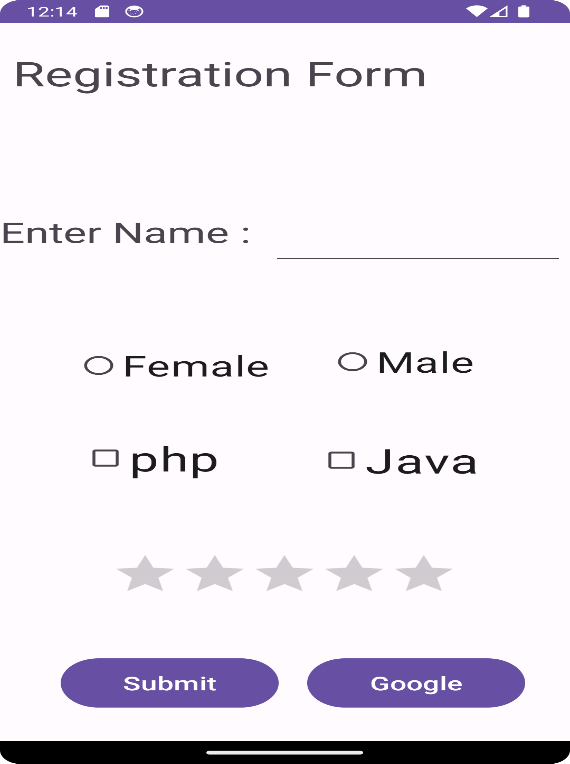 12:14
Registration Form
Enter Name :
Female Male
php Java
Submit Google